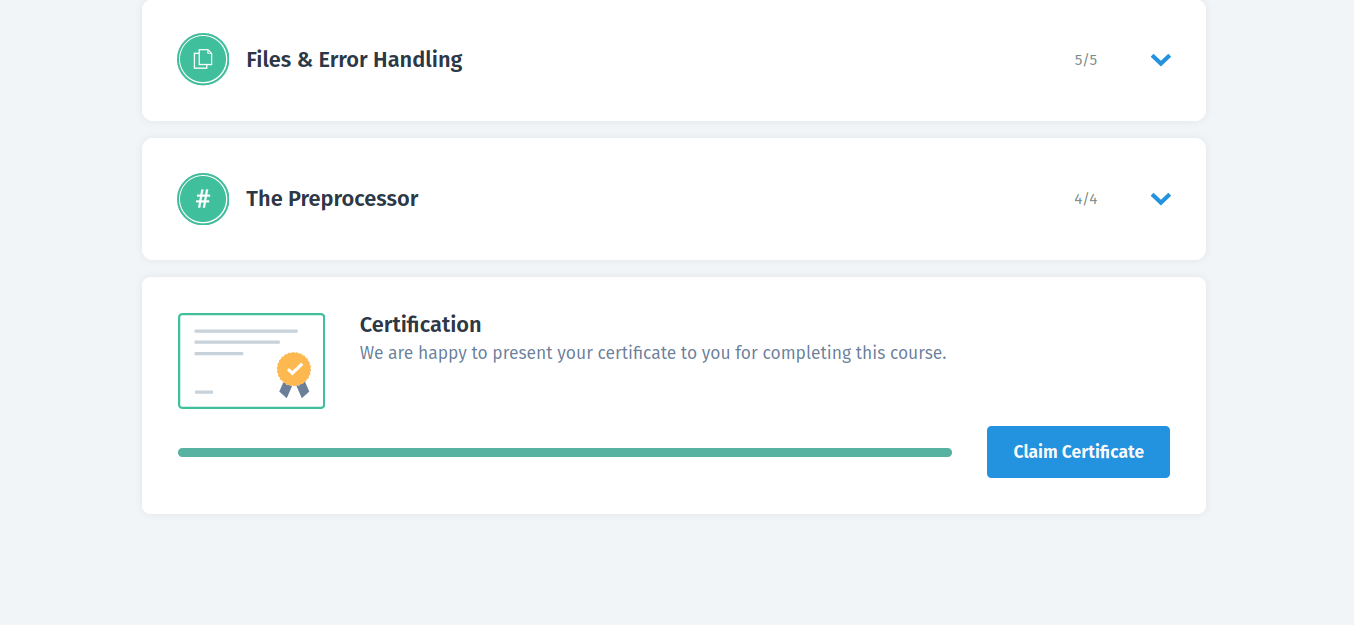 Files & Error Handling
5/5
# The Preprocessor
4/4
Certification
We are happy to present your certificate to you for completing this course.
Claim Certificate